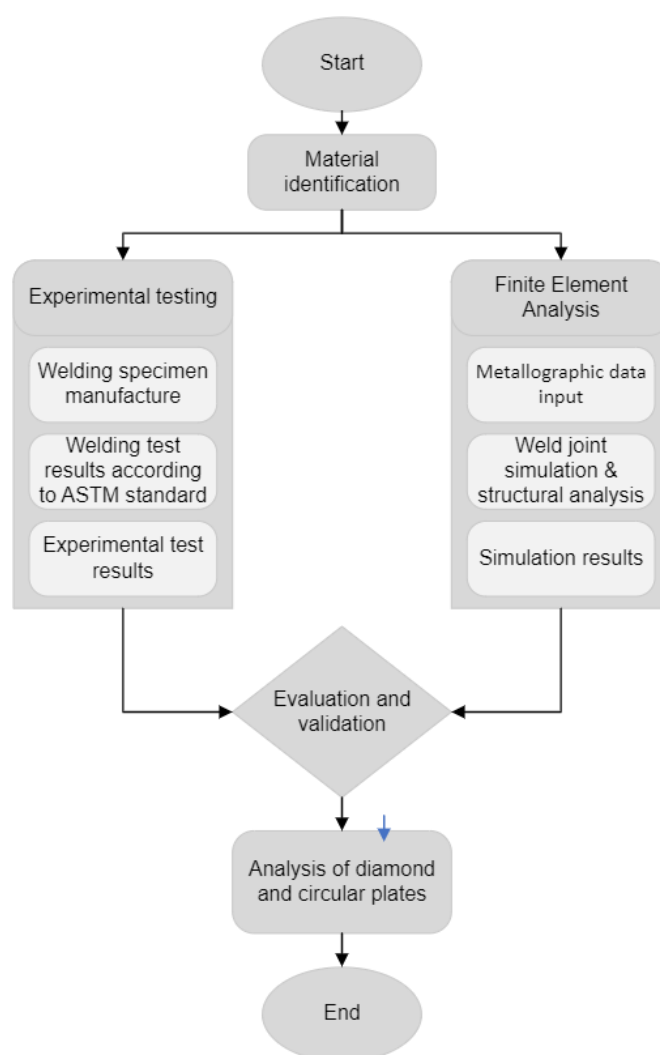 Start
Material
identification
Experimental testing
Welding specimen
manufacture
Welding test
results according
to ASTM standard
Experimental test
results
Finite Element
Analysis
Metallographic data
input
Weld joint
simulation &
structural analysis
Simulation results
Evaluation and
validation
Analysis of diamond
and circular plates
End